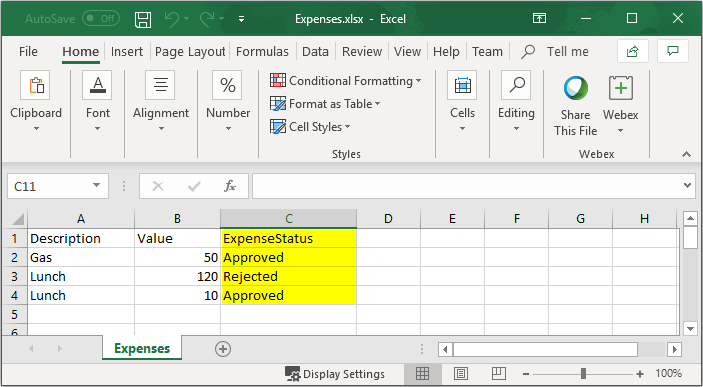 AutoSave Off Expenses.xlsx - Excel
File Home Insert Page Layout Formulas Data Review View Help Team Tell me
Clipboard
Font
Alignment
%
Number
Conditional Formatting
Format as Table
Cell Styles
Styles
Cells
Editing
Share
This File
Webex
Webex
C11 fx
A B C D E F G H
1 Description Value ExpenseStatus
2 Gas 50 Approved
3 Lunch 120 Rejected
4 Lunch 10 Approved
5
6
Expenses
Display Settings 100%